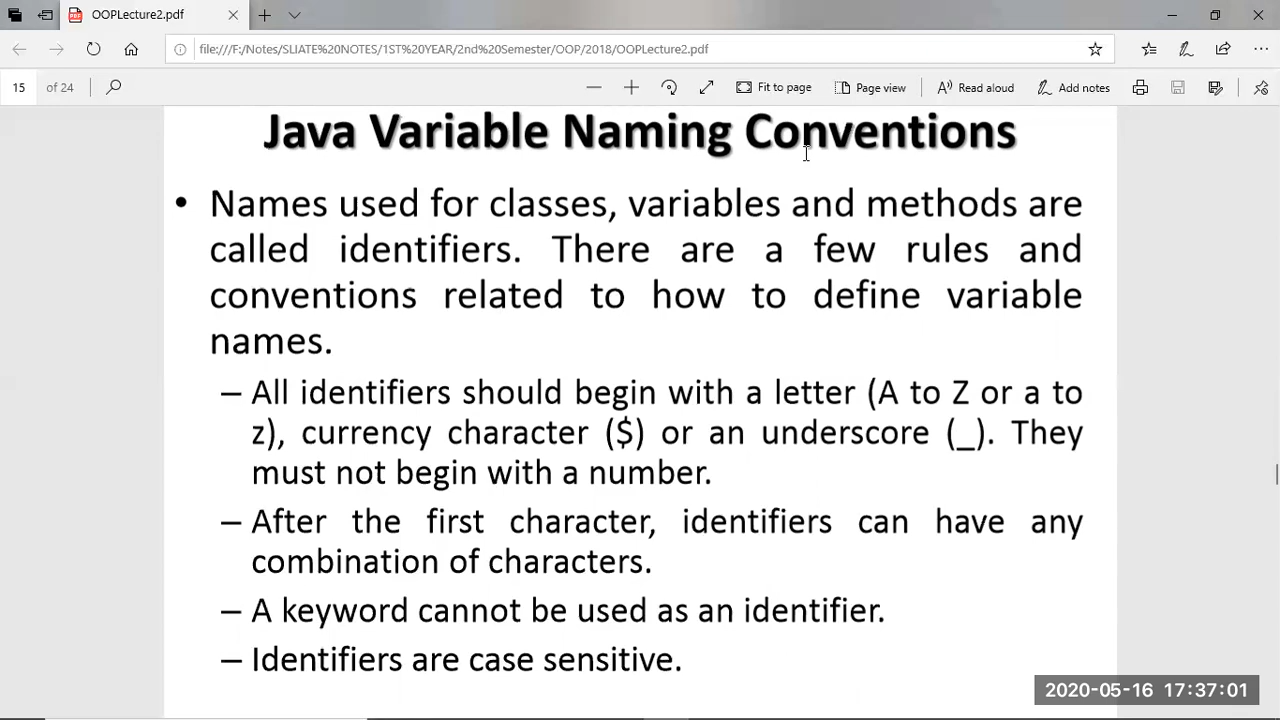 OOPLecture2.pdf
file:///F:/Notes/SLIATE%20NOTES/1ST%20YEAR/2nd%20Semester/OOP/2018/OOPLecture2.pdf
15 of 24 Fit to page Page view Read aloud Add notes
Java Variable Naming Conventions
• Names used for classes, variables and methods are
called identifiers. There are a few rules and
conventions related to how to define variable
names.
– All identifiers should begin with a letter (A to Z or a to
z), currency character ($) or an underscore (_). They
must not begin with a number.
– After the first character, identifiers can have any
combination of characters.
– A keyword cannot be used as an identifier.
– Identifiers are case sensitive.
2020-05-16 17:37:01